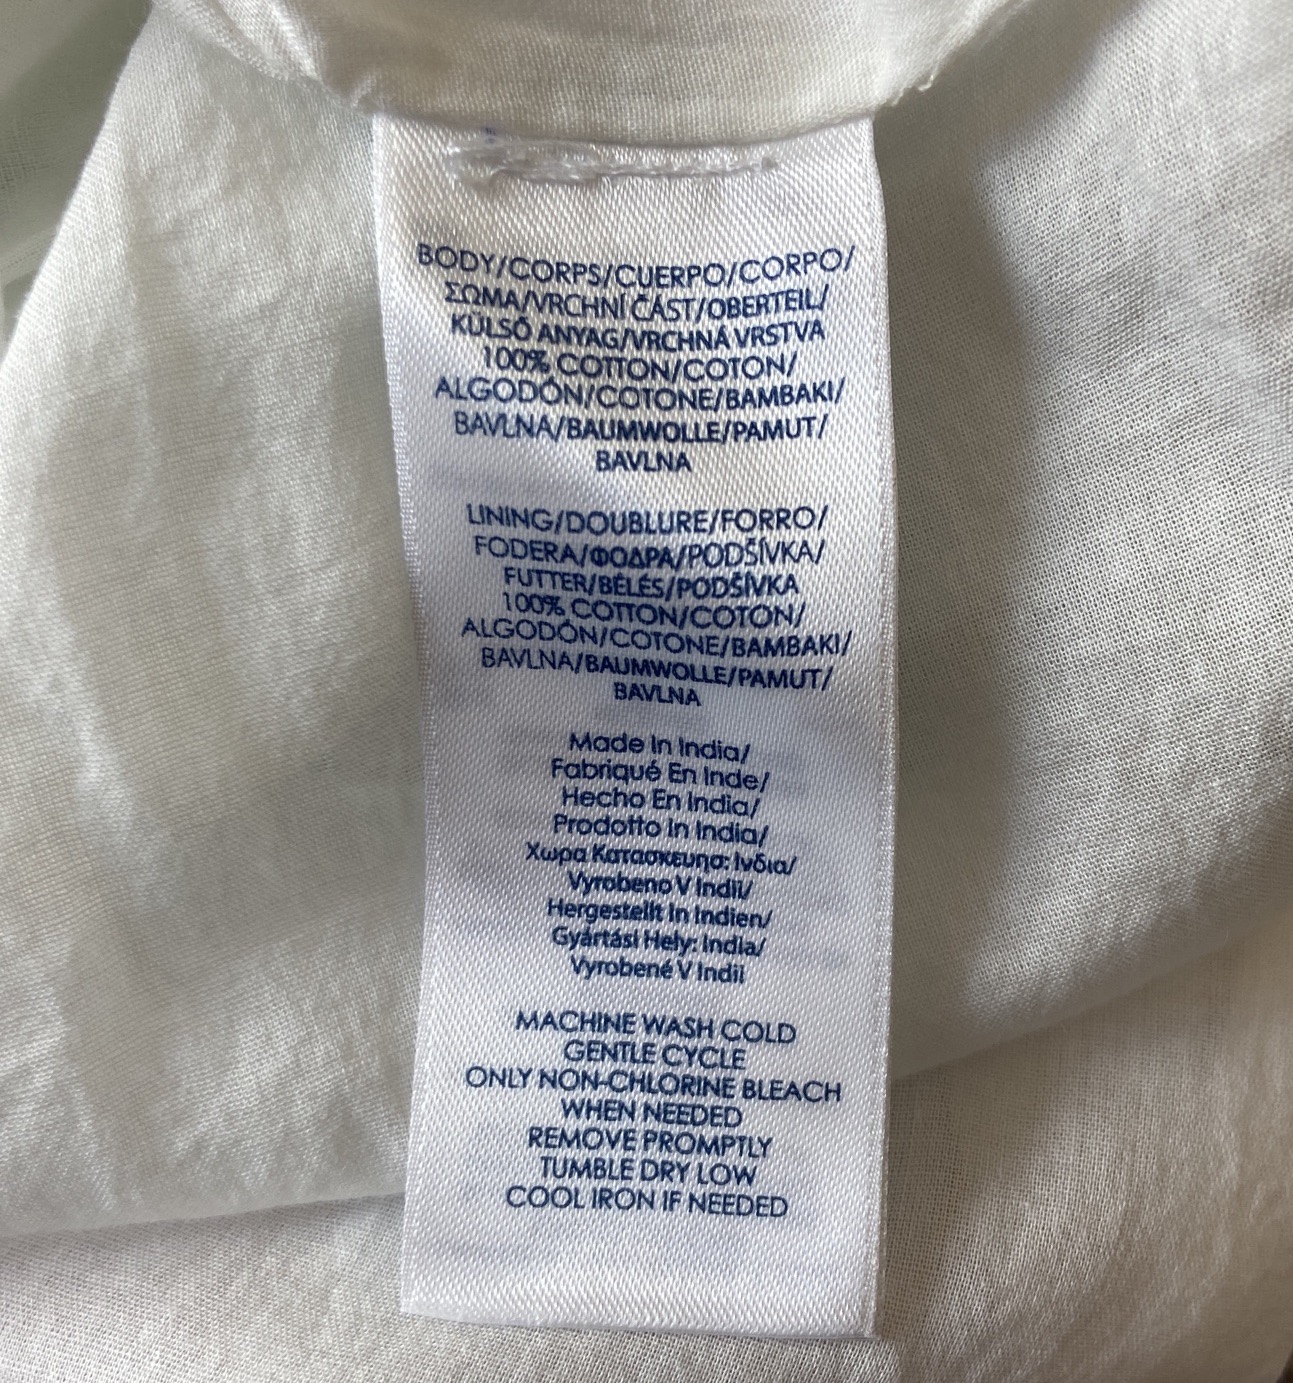 BODY/CORPS/CUERPO/CORPO/
ΣΩΜΑ/VRCHNÍ ČÁST/OBERTEIL/
KÜLSŐ ANYAG/VRCHNÁ VRSTVA
100% COTTON/COTON/
ALGODÓN/COTONE/BAMBAKI/
BAVLNA/BAUMWOLLE/PAMUT/
BAVLNA
LINING/DOUBLURE/FORRO/
FODERA/ΦΟΔΡΑ/PODŠÍVKA/
FUTTER/BÉLÉS/PODŠÍVKA
100% COTTON/COTON/
ALGODÓN/COTONE/BAMBAKI/
BAVLNA/BAUMWOLLE/PAMUT/
BAVLNA
Made In India/
Fabriqué En Inde/
Hecho En India/
Prodotto In India/
Χωρα Κατασκευησ: Ινδια/
Vyrobeno V Indii/
Hergestellt In Indien/
Gyártási Hely: India/
Vyrobené V Indii
MACHINE WASH COLD
GENTLE CYCLE
ONLY NON-CHLORINE BLEACH
WHEN NEEDED
REMOVE PROMPTLY
TUMBLE DRY LOW
COOL IRON IF NEEDED